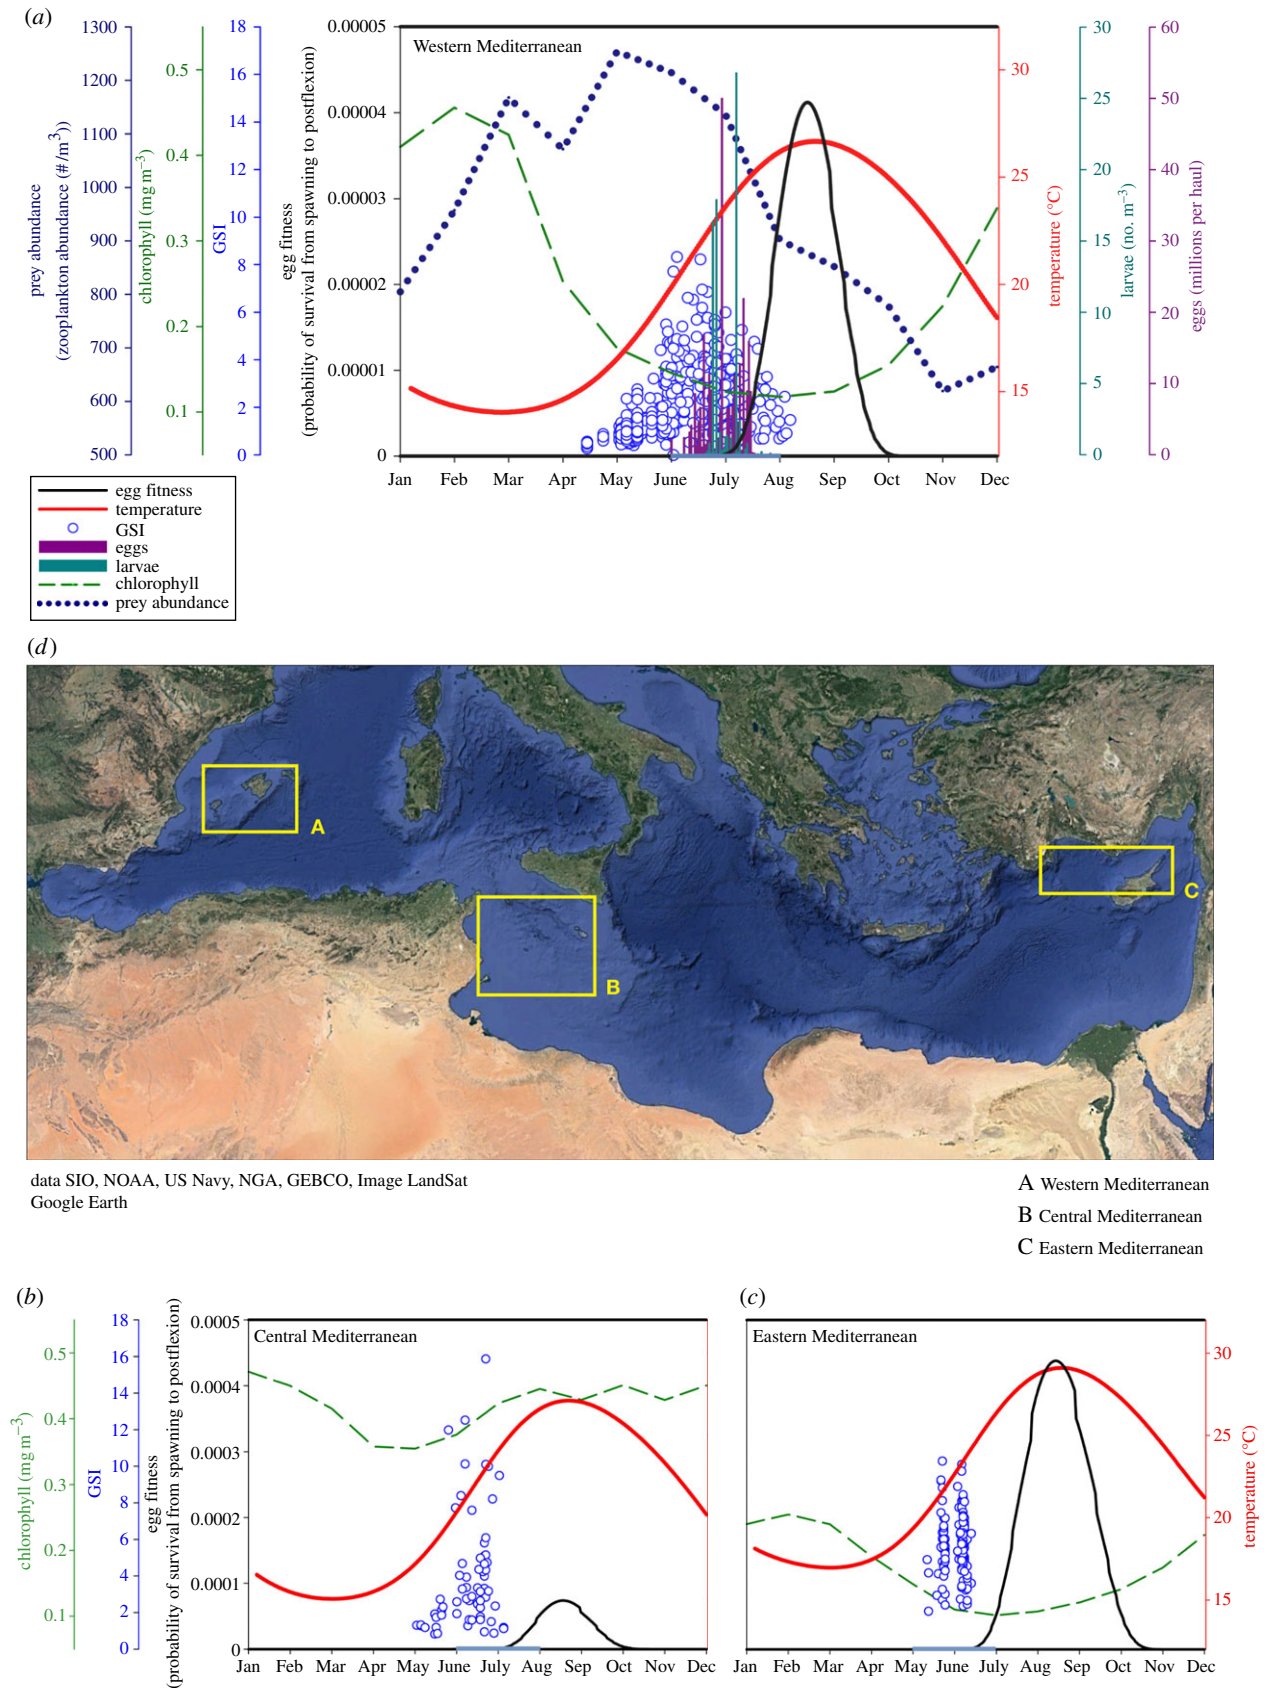 (a)
Western Mediterranean
prey abundance
(zooplankton abundance (#/m³))
1300
1200
1100
1000
900
800
700
600
500
chlorophyll (mg m⁻³)
0.5
0.4
0.3
0.2
0.1
GSI
18
16
14
12
10
8
6
4
2
0
egg fitness
(probability of survival from spawning to postflexion)
0.00005
0.00004
0.00003
0.00002
0.00001
0
temperature (°C)
30
25
20
15
larvae (no. m⁻³)
30
25
20
15
10
5
0
eggs (millions per haul)
60
50
40
30
20
10
0
Jan Feb Mar Apr May June July Aug Sep Oct Nov Dec
egg fitness
temperature
GSI
eggs
larvae
chlorophyll
prey abundance
(d)
A
B
C
data SIO, NOAA, US Navy, NGA, GEBCO, Image LandSat
Google Earth
A Western Mediterranean
B Central Mediterranean
C Eastern Mediterranean
(b)
Central Mediterranean
chlorophyll (mg m⁻³)
0.5
0.4
0.3
0.2
0.1
GSI
18
16
14
12
10
8
6
4
2
0
egg fitness
(probability of survival from spawning to postflexion)
0.0005
0.0004
0.0003
0.0002
0.0001
0
Jan Feb Mar Apr May June July Aug Sep Oct Nov Dec
(c)
Eastern Mediterranean
temperature (°C)
30
25
20
15
Jan Feb Mar Apr May June July Aug Sep Oct Nov Dec